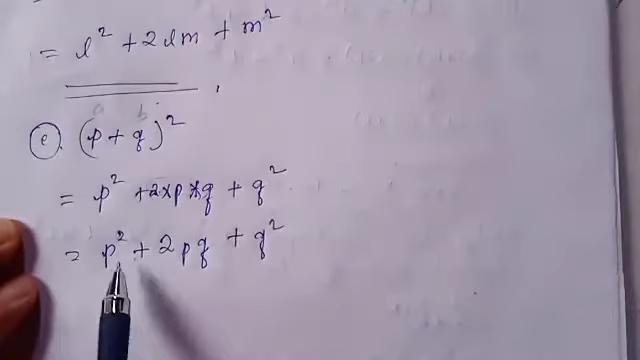 = l² + 2lm + m²
a b
(e). (p + q)²
= p² + 2×p×q + q²
= p² + 2pq + q²